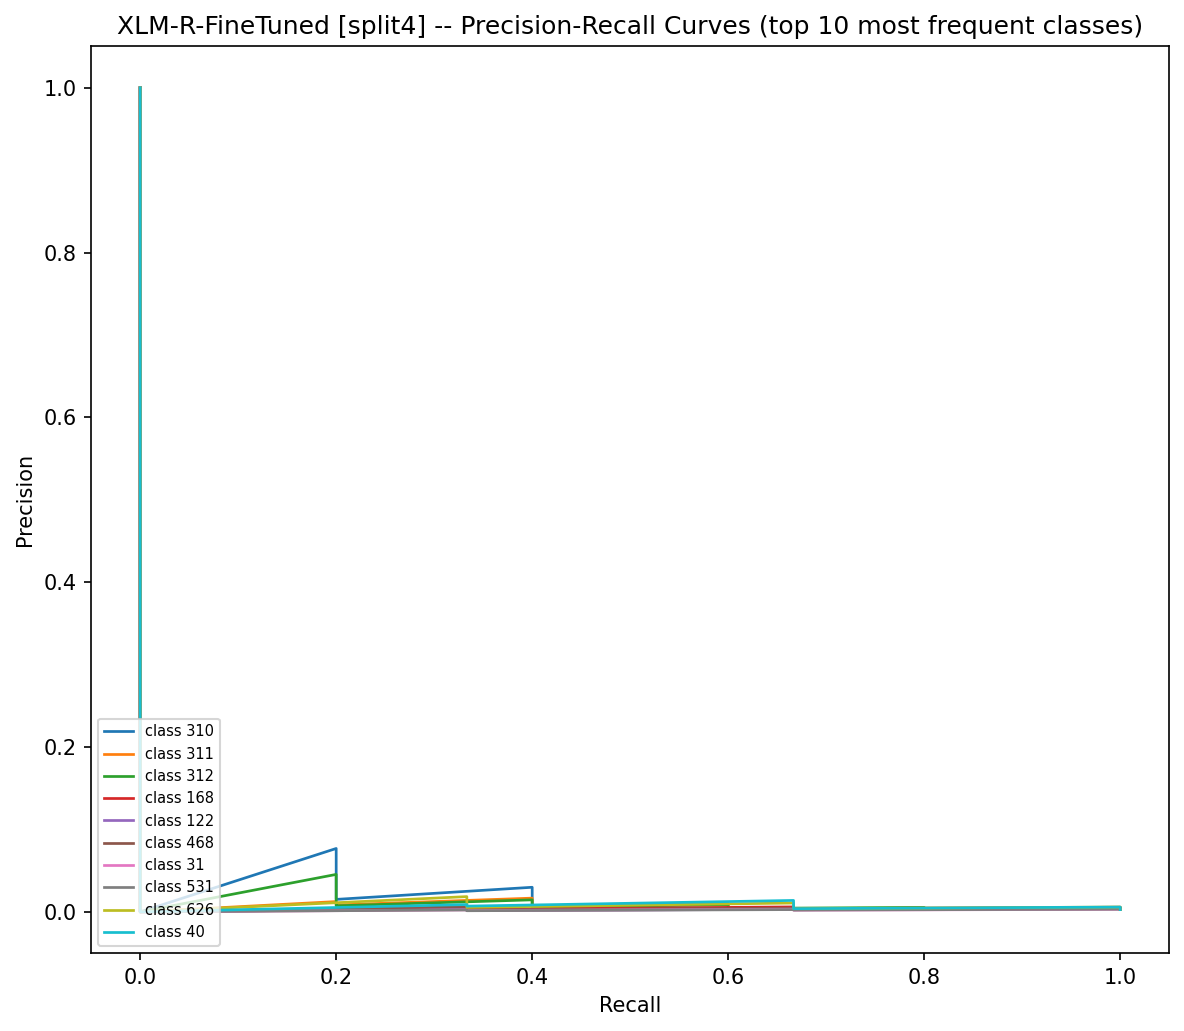 XLM-R-FineTuned [split4] -- Precision-Recall Curves (top 10 most frequent classes)
Precision
1.0
0.8
0.6
0.4
0.2
0.0
class 310
class 311
class 312
class 168
class 122
class 468
class 31
class 531
class 626
class 40
0.0 0.2 0.4 0.6 0.8 1.0
Recall